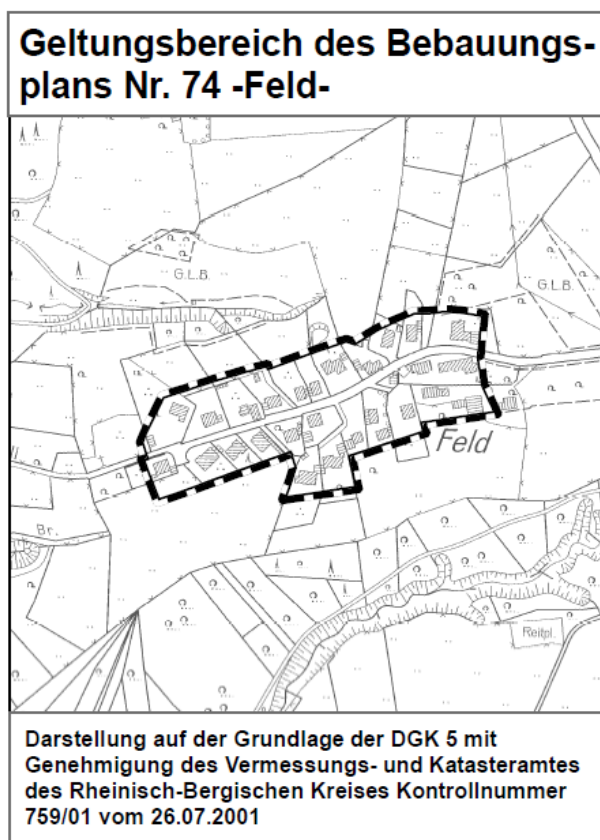 Geltungsbereich des Bebauungs-
plans Nr. 74 -Feld-
G.L.B.
G.L.B.
Feld
Br.
Reitpl.
Darstellung auf der Grundlage der DGK 5 mit
Genehmigung des Vermessungs- und Katasteramtes
des Rheinisch-Bergischen Kreises Kontrollnummer
759/01 vom 26.07.2001